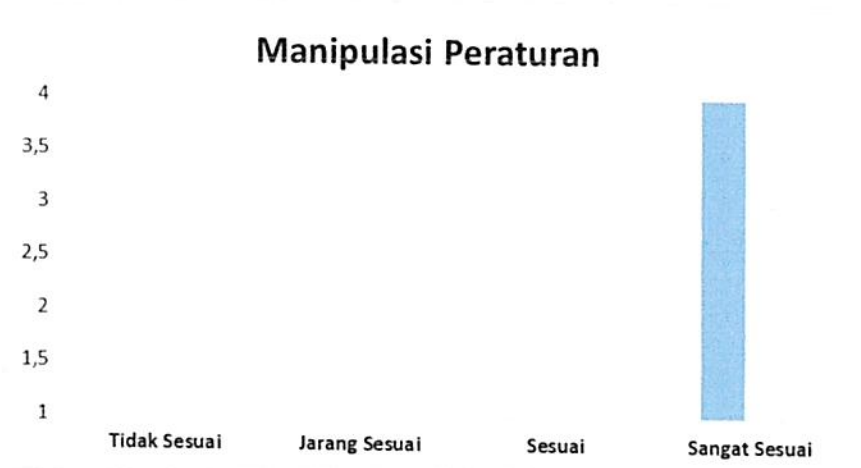 Manipulasi Peraturan
4
3,5
3
2,5
2
1,5
1
Tidak Sesuai
Jarang Sesuai
Sesuai
Sangat Sesuai